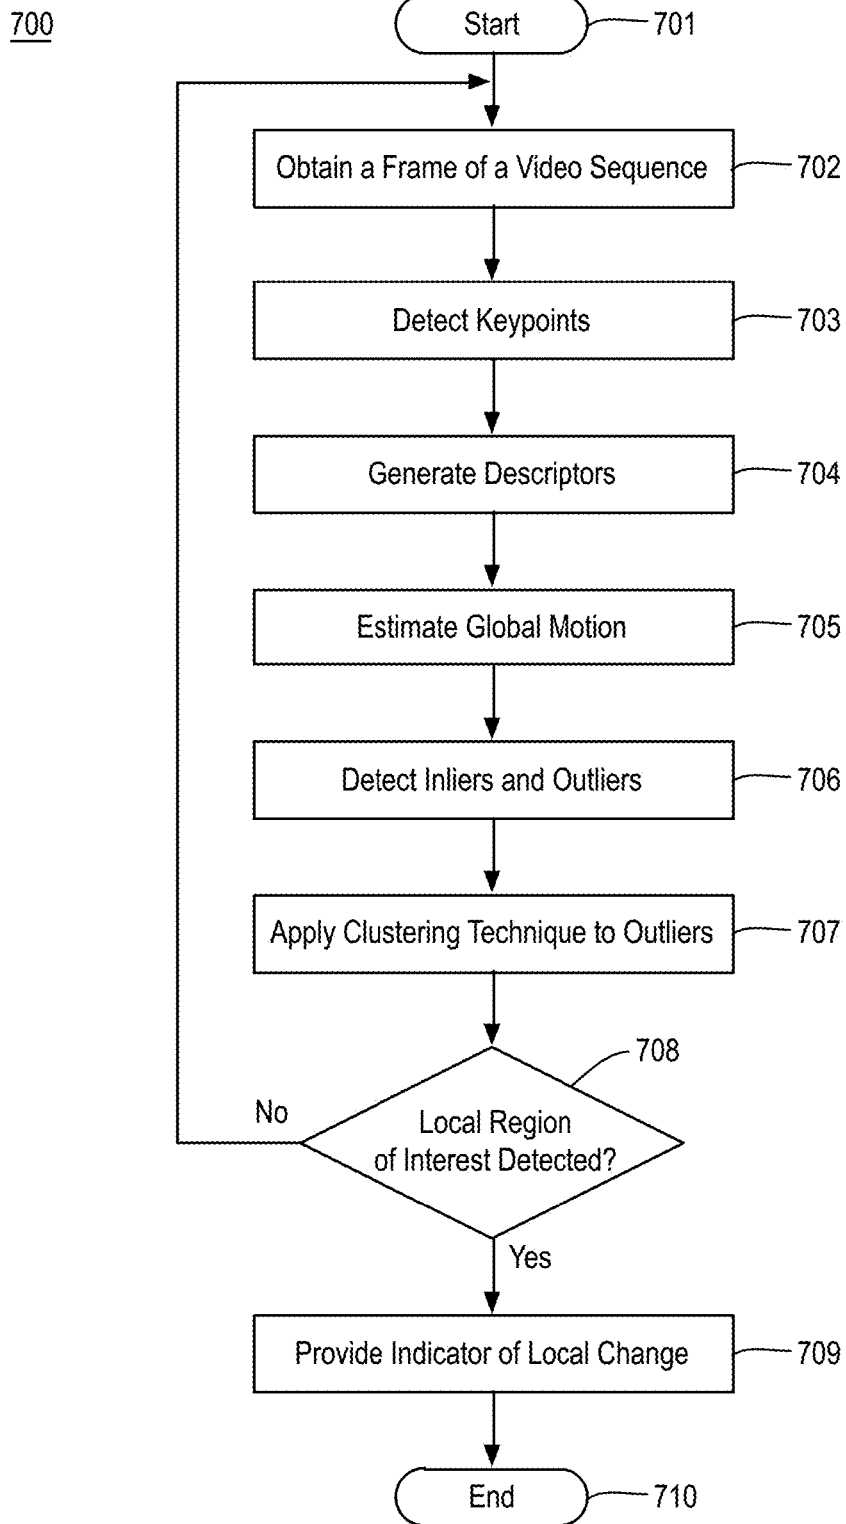 700
Start
701
Obtain a Frame of a Video Sequence
702
Detect Keypoints
703
Generate Descriptors
704
Estimate Global Motion
705
Detect Inliers and Outliers
706
Apply Clustering Technique to Outliers
707
708
No
Local Region
of Interest Detected?
Yes
Provide Indicator of Local Change
709
End
710